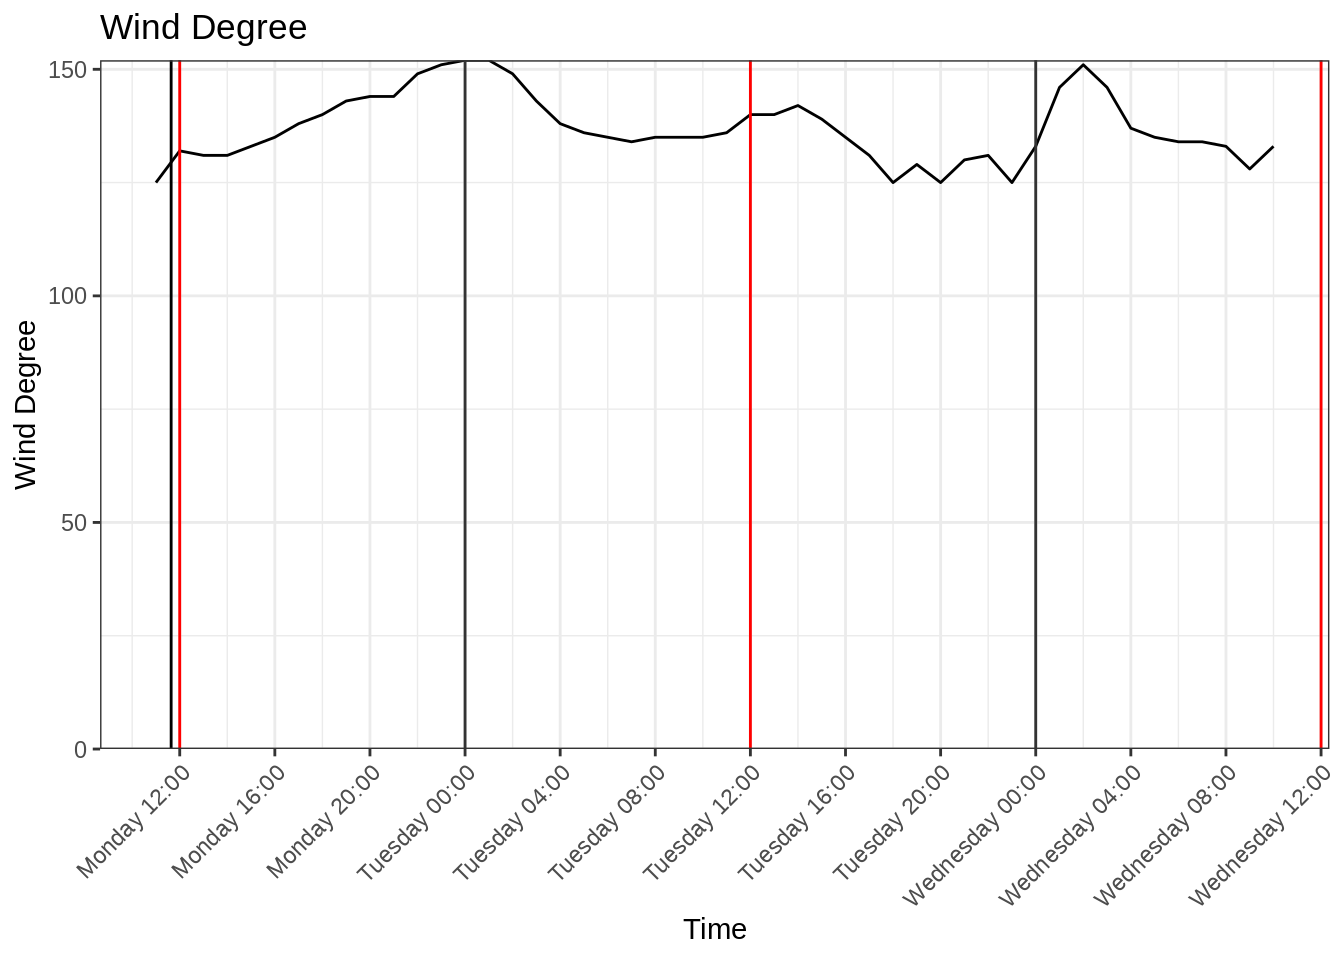 Wind Degree
Wind Degree
150
100
50
0
Monday 12:00
Monday 16:00
Monday 20:00
Tuesday 00:00
Tuesday 04:00
Tuesday 08:00
Tuesday 12:00
Tuesday 16:00
Tuesday 20:00
Wednesday 00:00
Wednesday 04:00
Wednesday 08:00
Wednesday 12:00
Time